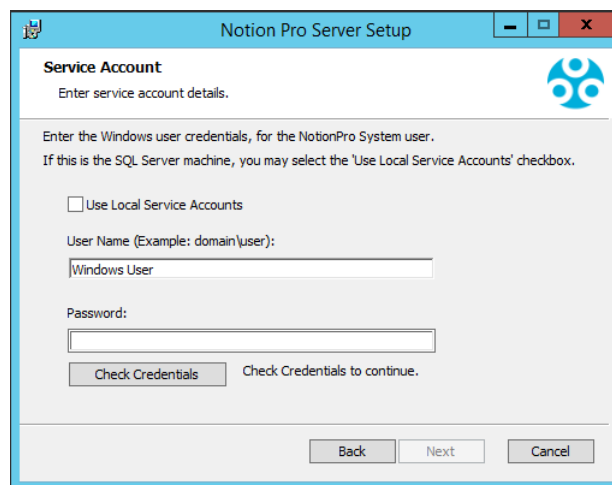 Notion Pro Server Setup
Service Account
Enter service account details.
Enter the Windows user credentials, for the NotionPro System user.
If this is the SQL Server machine, you may select the 'Use Local Service Accounts' checkbox.
Use Local Service Accounts
User Name (Example: domain\user):
Windows User
Password:
Check Credentials
Check Credentials to continue.
Back
Next
Cancel